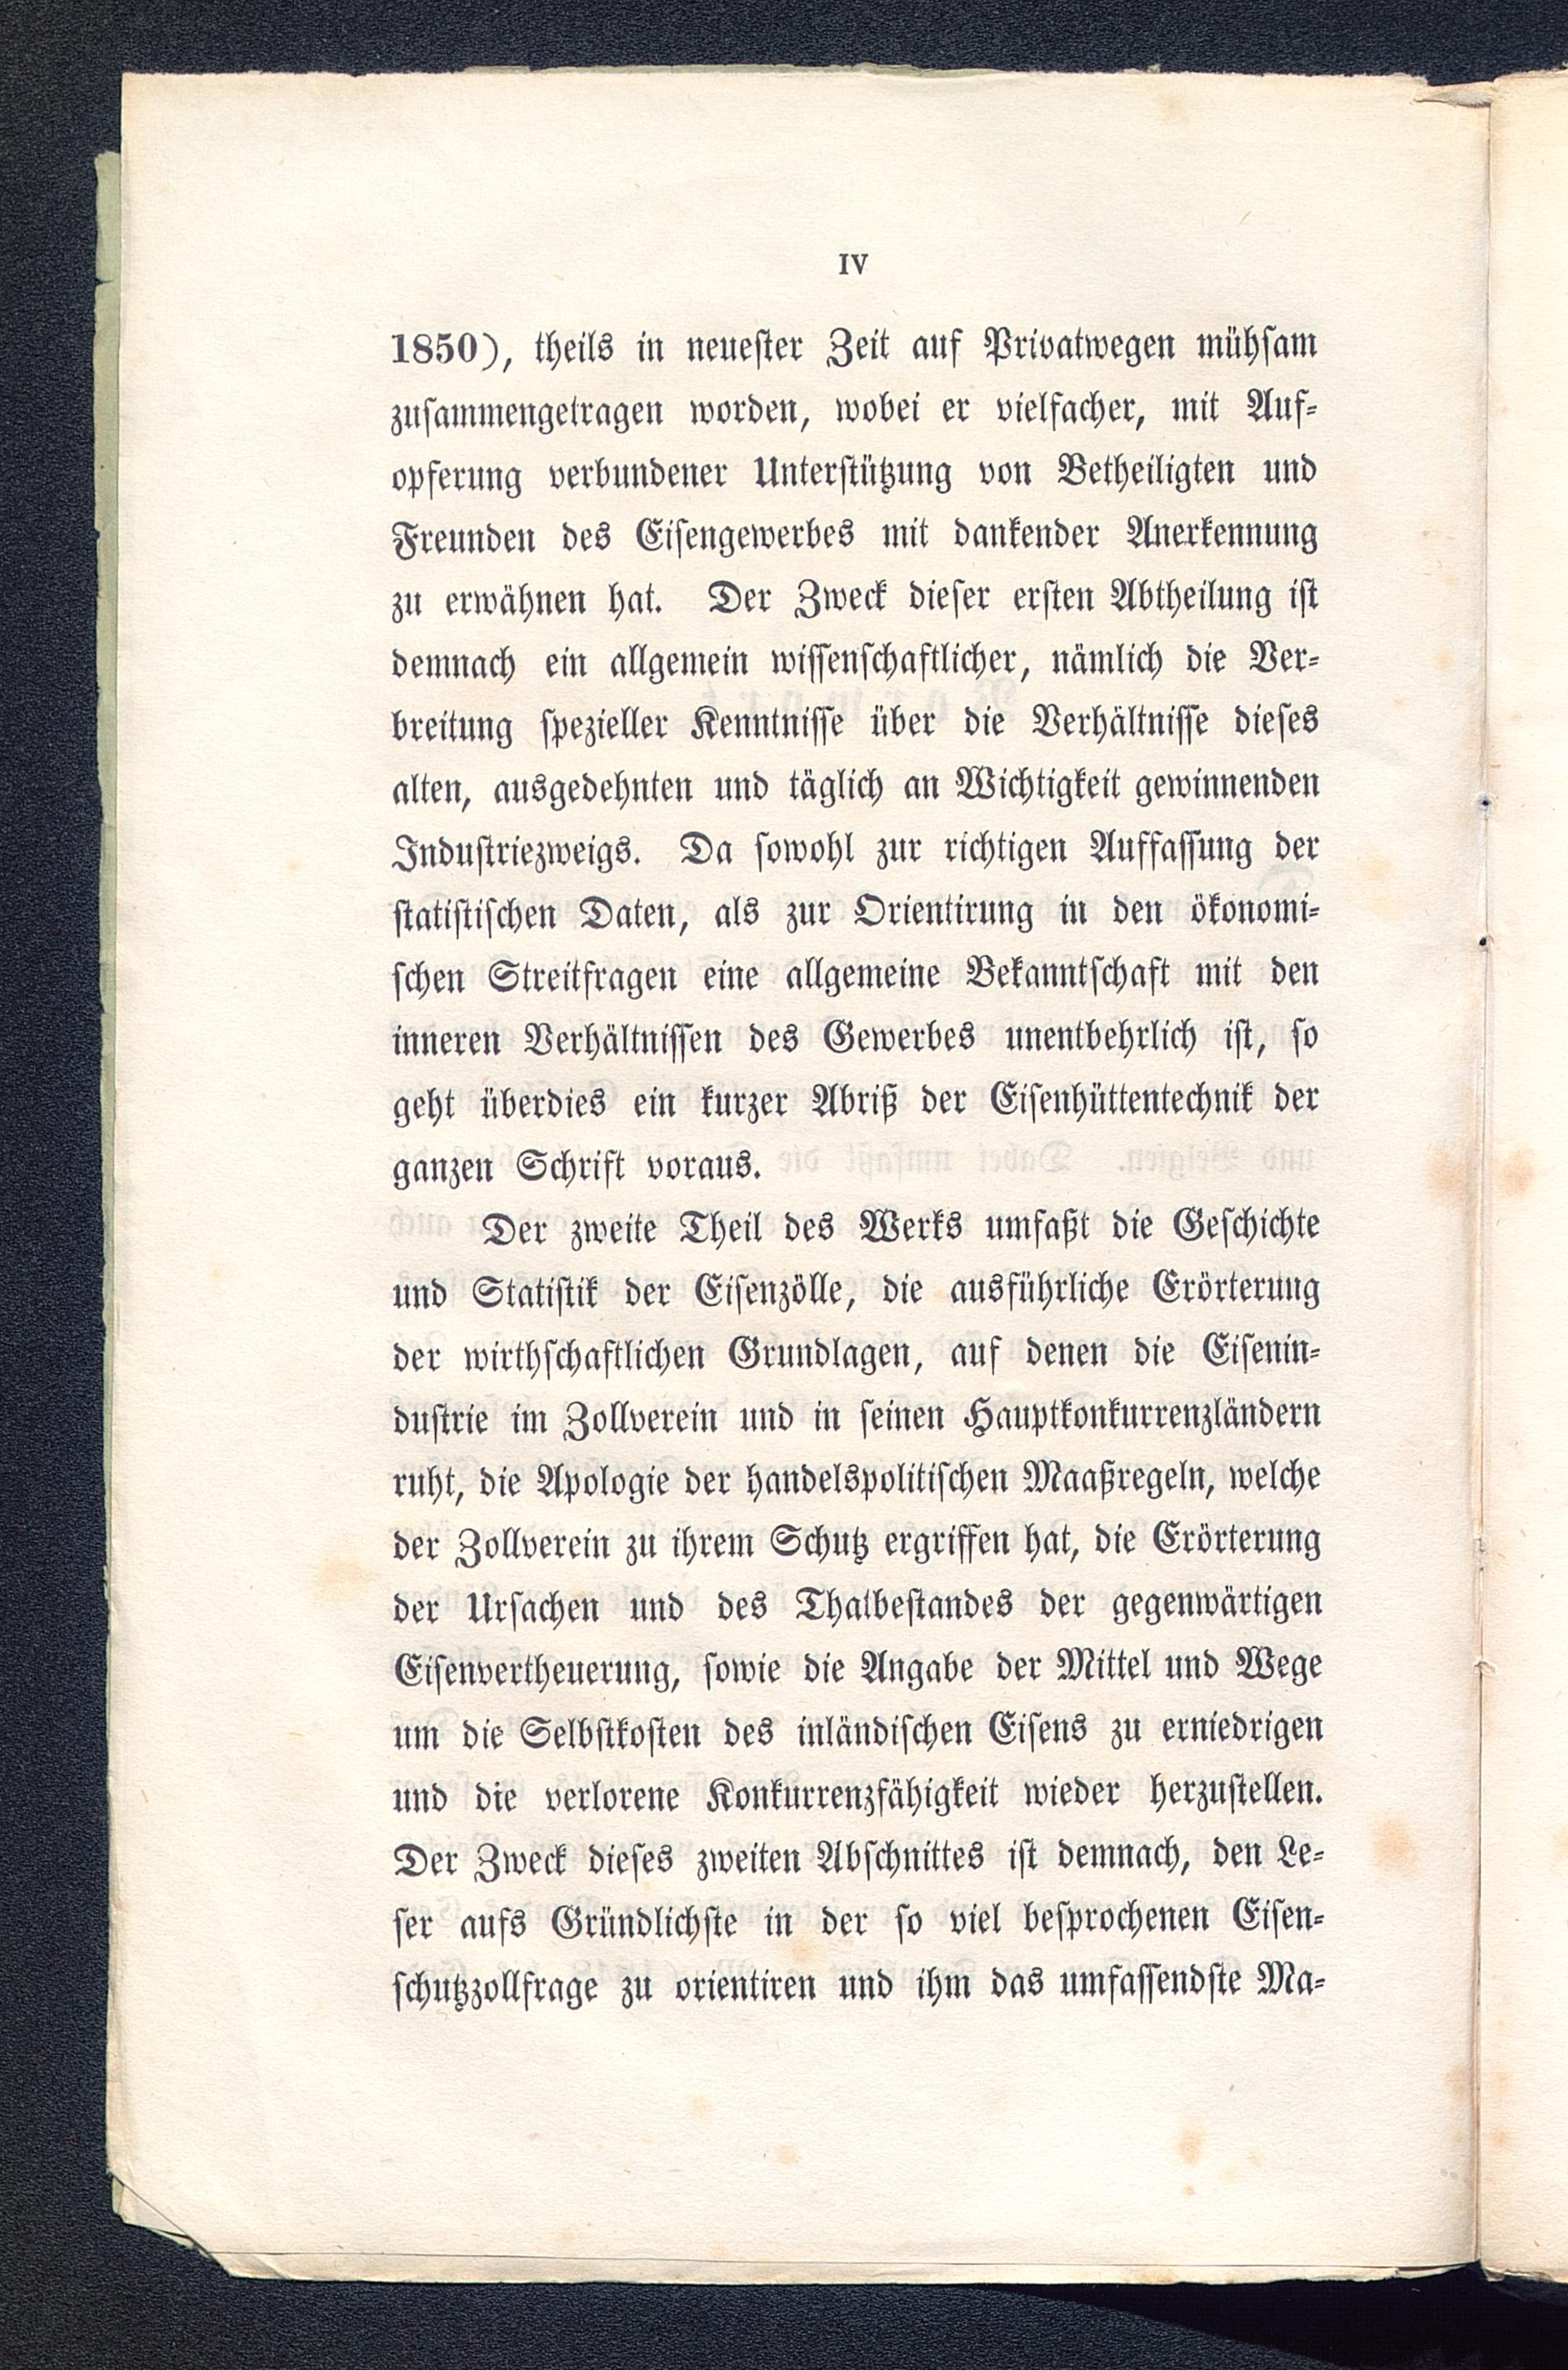 IV
1850), theils in neuester Zeit auf Privatwegen mühsam
zusammengetragen worden, wobei er vielfacher, mit Auf-
opferung verbundener Unterstützung von Betheiligten und
Freunden des Eisengewerbes mit dankender Anerkennung
zu erwähnen hat. Der Zweck dieser ersten Abtheilung ist
demnach ein allgemein wissenschaftlicher, nämlich die Ver-
breitung spezieller Kenntnisse über die Verhältnisse dieses
alten, ausgedehnten und täglich an Wichtigkeit gewinnenden
Industriezweigs. Da sowohl zur richtigen Auffassung der
statistischen Daten, als zur Orientirung in den ökonomi-
schen Streitfragen eine allgemeine Bekanntschaft mit den
inneren Verhältnissen des Gewerbes unentbehrlich ist, so
geht überdies ein kurzer Abriß der Eisenhüttentechnik der
ganzen Schrift voraus.
Der zweite Theil des Werks umfaßt die Geschichte
und Statistik der Eisenzölle, die ausführliche Erörterung
der wirthschaftlichen Grundlagen, auf denen die Eisenin-
dustrie im Zollverein und in seinen Hauptkonkurrenzländern
ruht, die Apologie der handelspolitischen Maaßregeln, welche
der Zollverein zu ihrem Schutz ergriffen hat, die Erörterung
der Ursachen und des Thatbestandes der gegenwärtigen
Eisenvertheuerung, sowie die Angabe der Mittel und Wege
um die Selbstkosten des inländischen Eisens zu erniedrigen
und die verlorene Konkurrenzfähigkeit wieder herzustellen.
Der Zweck dieses zweiten Abschnittes ist demnach, den Le-
ser aufs Gründlichste in der so viel besprochenen Eisen-
schutzzollfrage zu orientiren und ihm das umfassendste Ma-